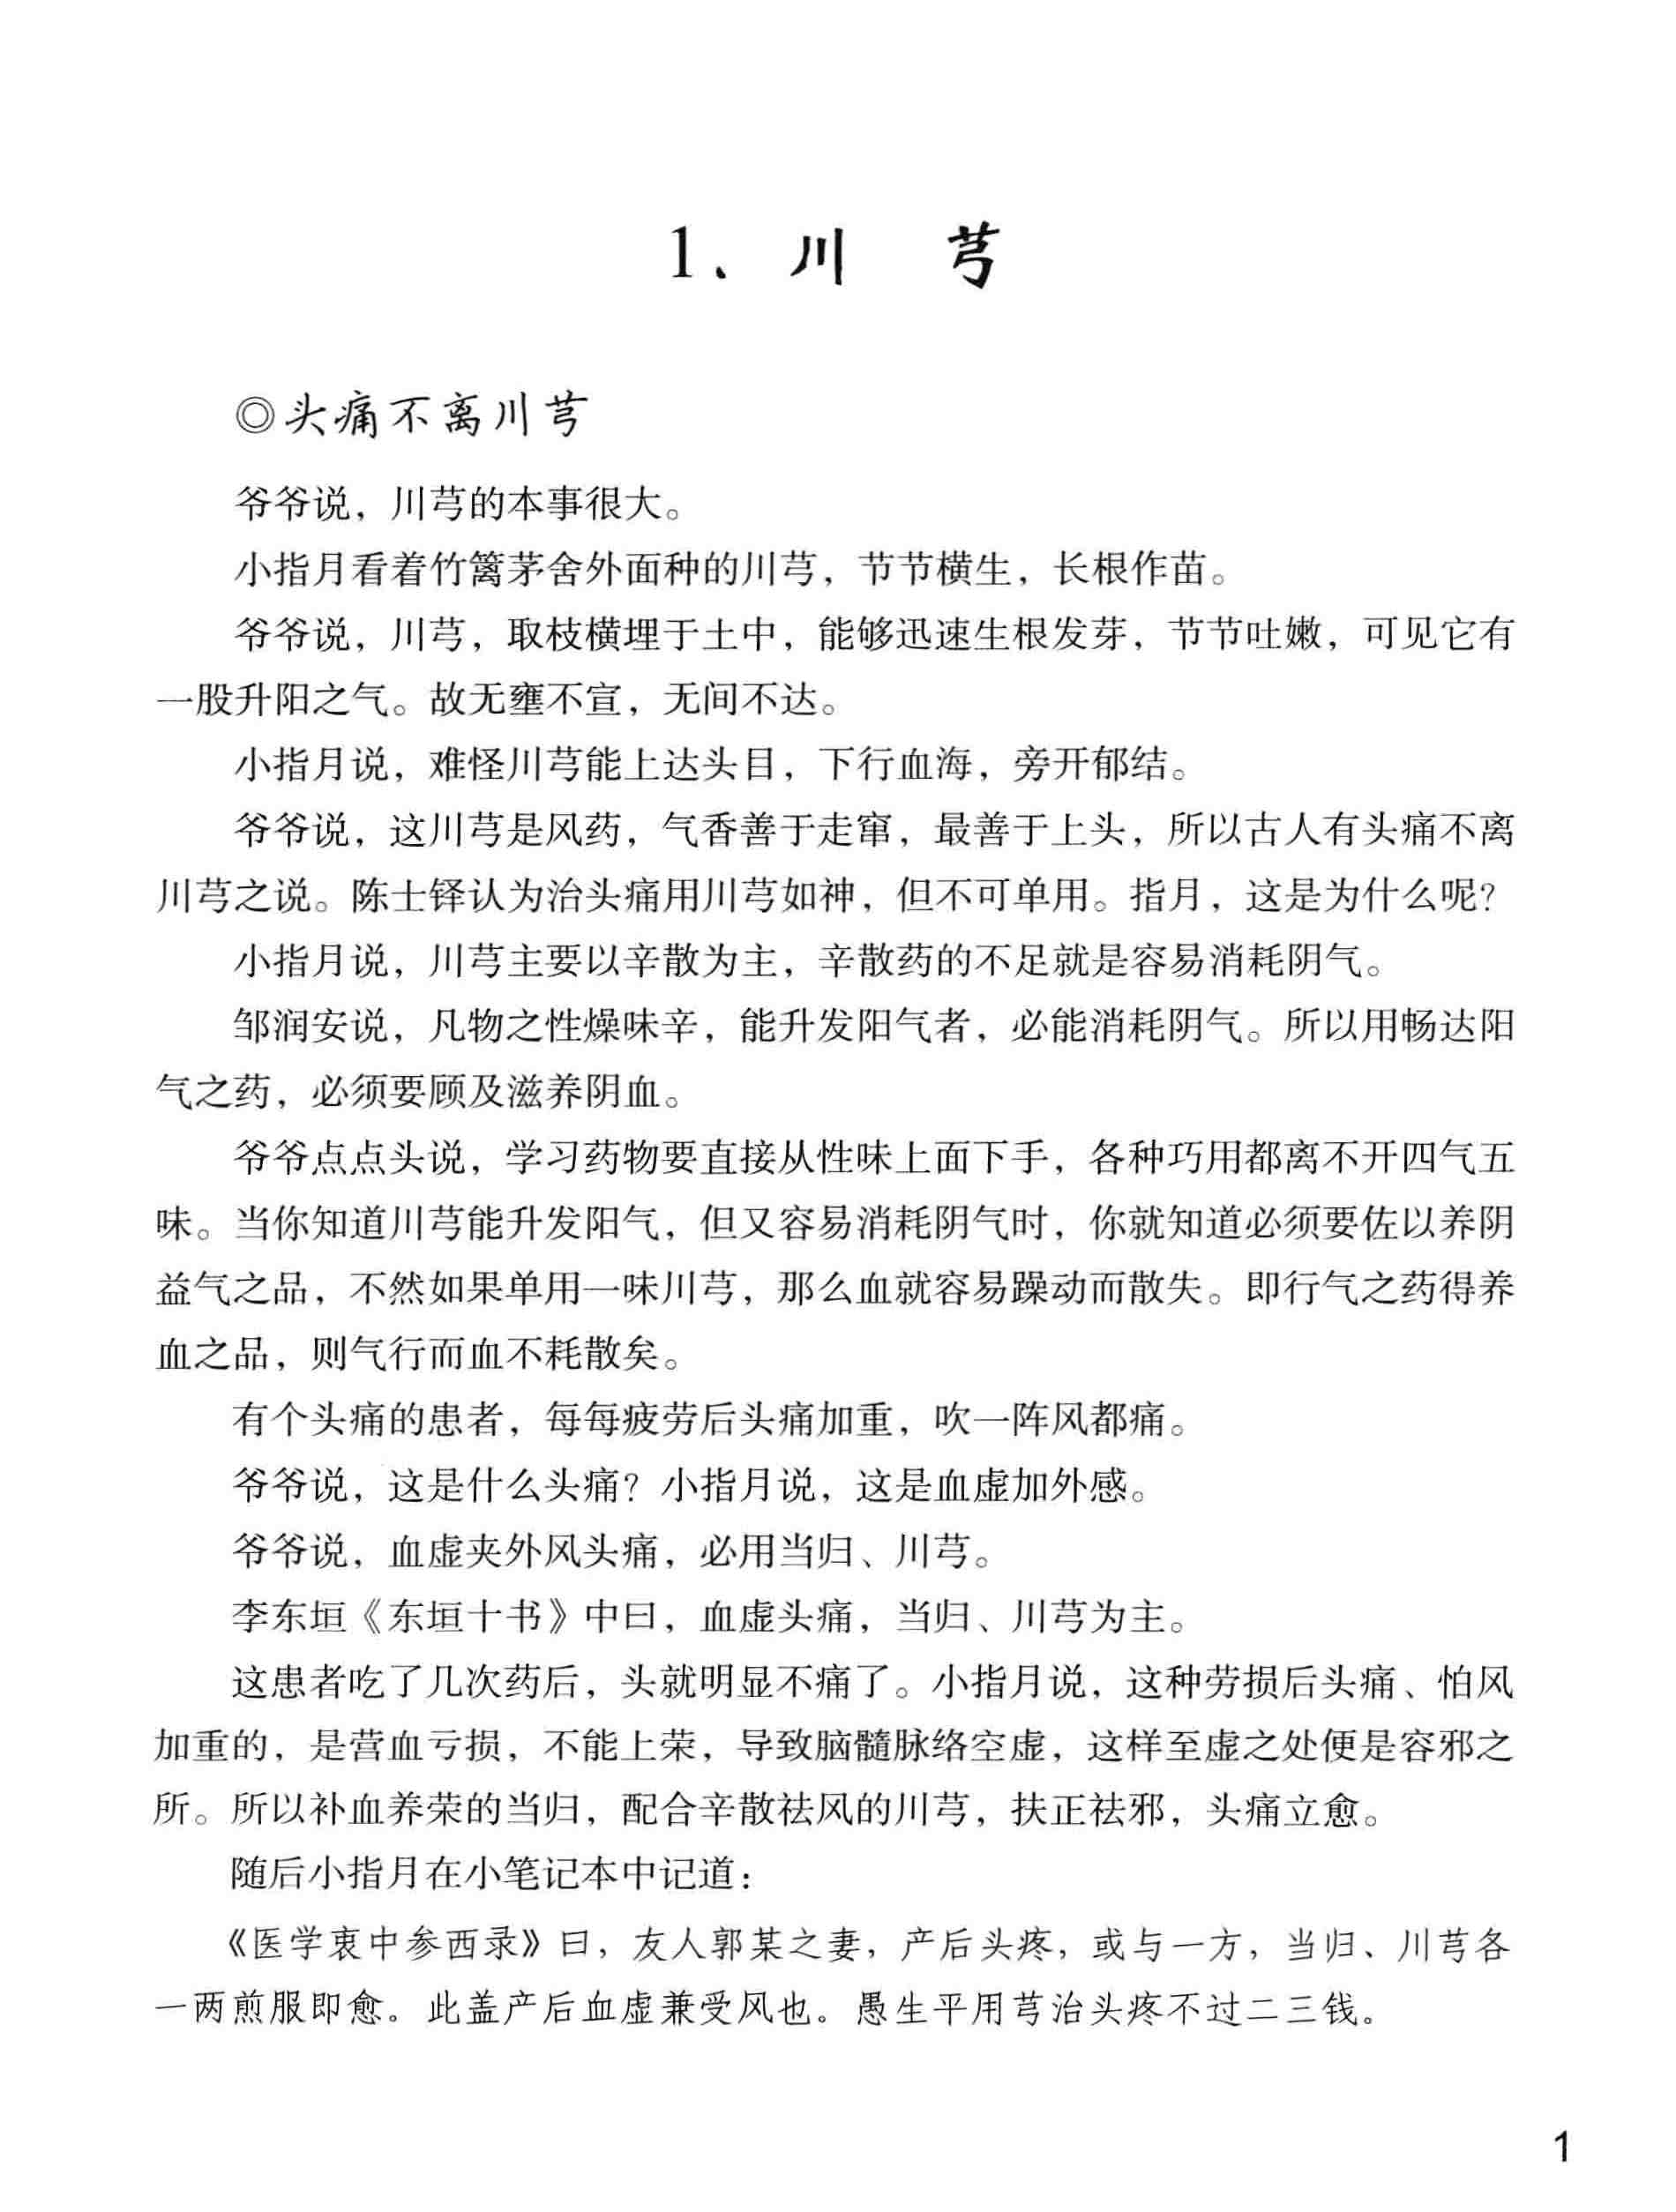 1、川 芎
◎头痛不离川芎
爷爷说，川芎的本事很大。
小指月看着竹篱茅舍外面种的川芎，节节横生，长根作苗。
爷爷说，川芎，取枝横埋于土中，能够迅速生根发芽，节节吐嫩，可见它有
一股升阳之气。故无壅不宣，无间不达。
小指月说，难怪川芎能上达头目，下行血海，旁开郁结。
爷爷说，这川芎是风药，气香善于走窜，最善于上头，所以古人有头痛不离
川芎之说。陈士铎认为治头痛用川芎如神，但不可单用。指月，这是为什么呢？
小指月说，川芎主要以辛散为主，辛散药的不足就是容易消耗阴气。
邹润安说，凡物之性燥味辛，能升发阳气者，必能消耗阴气。所以用畅达阳
气之药，必须要顾及滋养阴血。
爷爷点点头说，学习药物要直接从性味上面下手，各种巧用都离不开四气五
味。当你知道川芎能升发阳气，但又容易消耗阴气时，你就知道必须要佐以养阴
益气之品，不然如果单用一味川芎，那么血就容易躁动而散失。即行气之药得养
血之品，则气行而血不耗散矣。
有个头痛的患者，每每疲劳后头痛加重，吹一阵风都痛。
爷爷说，这是什么头痛？小指月说，这是血虚加外感。
爷爷说，血虚夹外风头痛，必用当归、川芎。
李东垣《东垣十书》中曰，血虚头痛，当归、川芎为主。
这患者吃了几次药后，头就明显不痛了。小指月说，这种劳损后头痛、怕风
加重的，是营血亏损，不能上荣，导致脑髓脉络空虚，这样至虚之处便是容邪之
所。所以补血养荣的当归，配合辛散祛风的川芎，扶正祛邪，头痛立愈。
随后小指月在小笔记本中记道：
《医学衷中参西录》曰，友人郭某之妻，产后头疼，或与一方，当归、川芎各
一两煎服即愈。此盖产后血虚兼受风也。愚生平用芎治头疼不过二三钱。
1